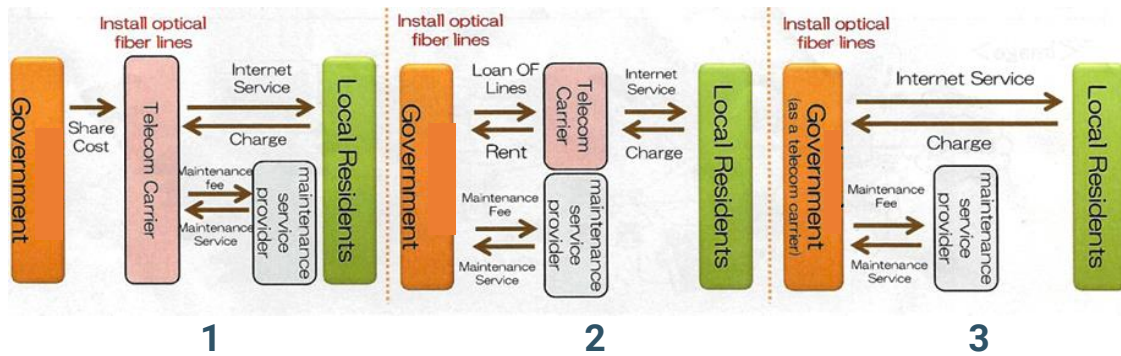 Install optical
fiber lines
Government
Share
Cost
Telecom Carrier
Internet
Service
Charge
Maintenance
fee
Maintenance
Service
maintenance
service
provider
Local Residents
1
Install optical
fiber lines
Government
Loan OF
Lines
Rent
Telecom
Carrier
Internet
Service
Charge
Maintenance
Fee
Maintenance
Service
maintenance
service
provider
Local Residents
2
Install optical
fiber lines
Government
(as a telecom carrier)
Internet Service
Charge
Maintenance
Fee
Maintenance
Service
maintenance
service
provider
Local Residents
3